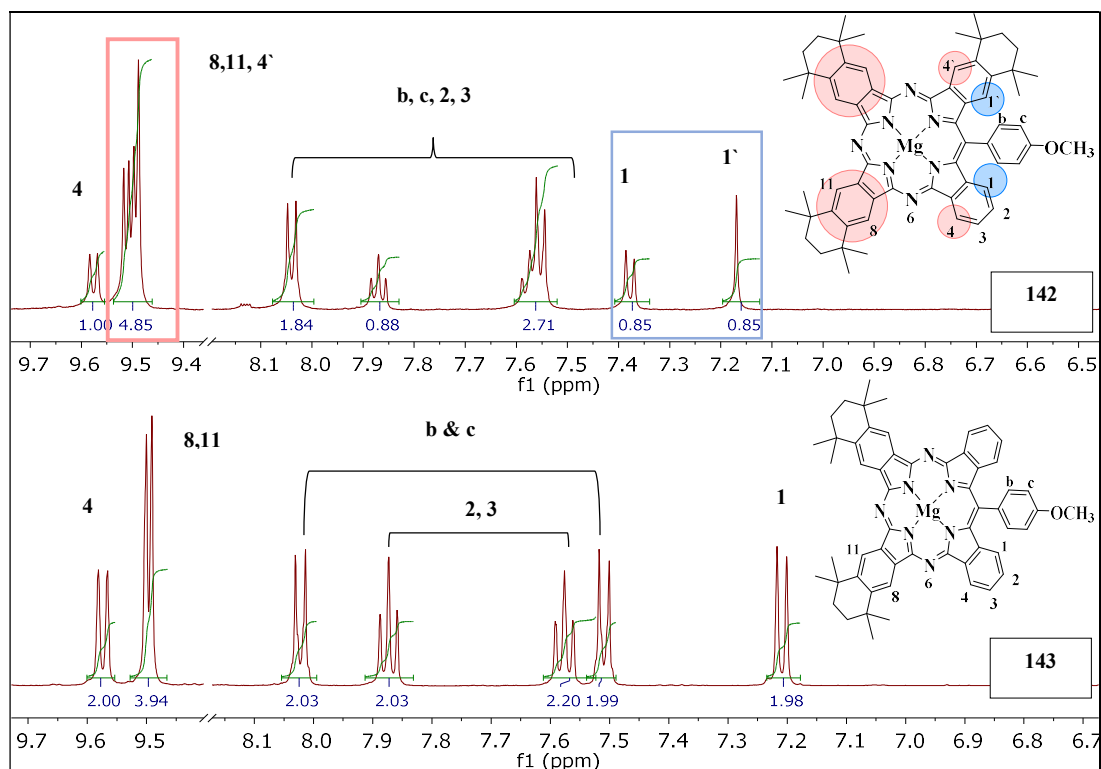 8,11, 4`
b, c, 2, 3
4
1
1`
1.00
4.85
1.84
0.88
2.71
0.85
0.85
9.7 9.6 9.5 9.4 8.1 8.0 7.9 7.8 7.7 7.6 7.5 7.4 7.3 7.2 7.1 7.0 6.9 6.8 6.7 6.6 6.5
f1 (ppm)
4`
1`
N
N
N
b
c
N
Mg
OCH3
N
N
11
1
2
N
8
6
4
3
142
8,11
b & c
4
2, 3
1
2.00
3.94
2.03
2.03
2.20
1.99
1.98
9.7 9.6 9.5 9.4 8.1 8.0 7.9 7.8 7.7 7.6 7.5 7.4 7.3 7.2 7.1 7.0 6.9 6.8 6.7
f1 (ppm)
N
N
N
b
c
N
Mg
OCH3
N
N
11
1
2
N
8
6
4
3
143